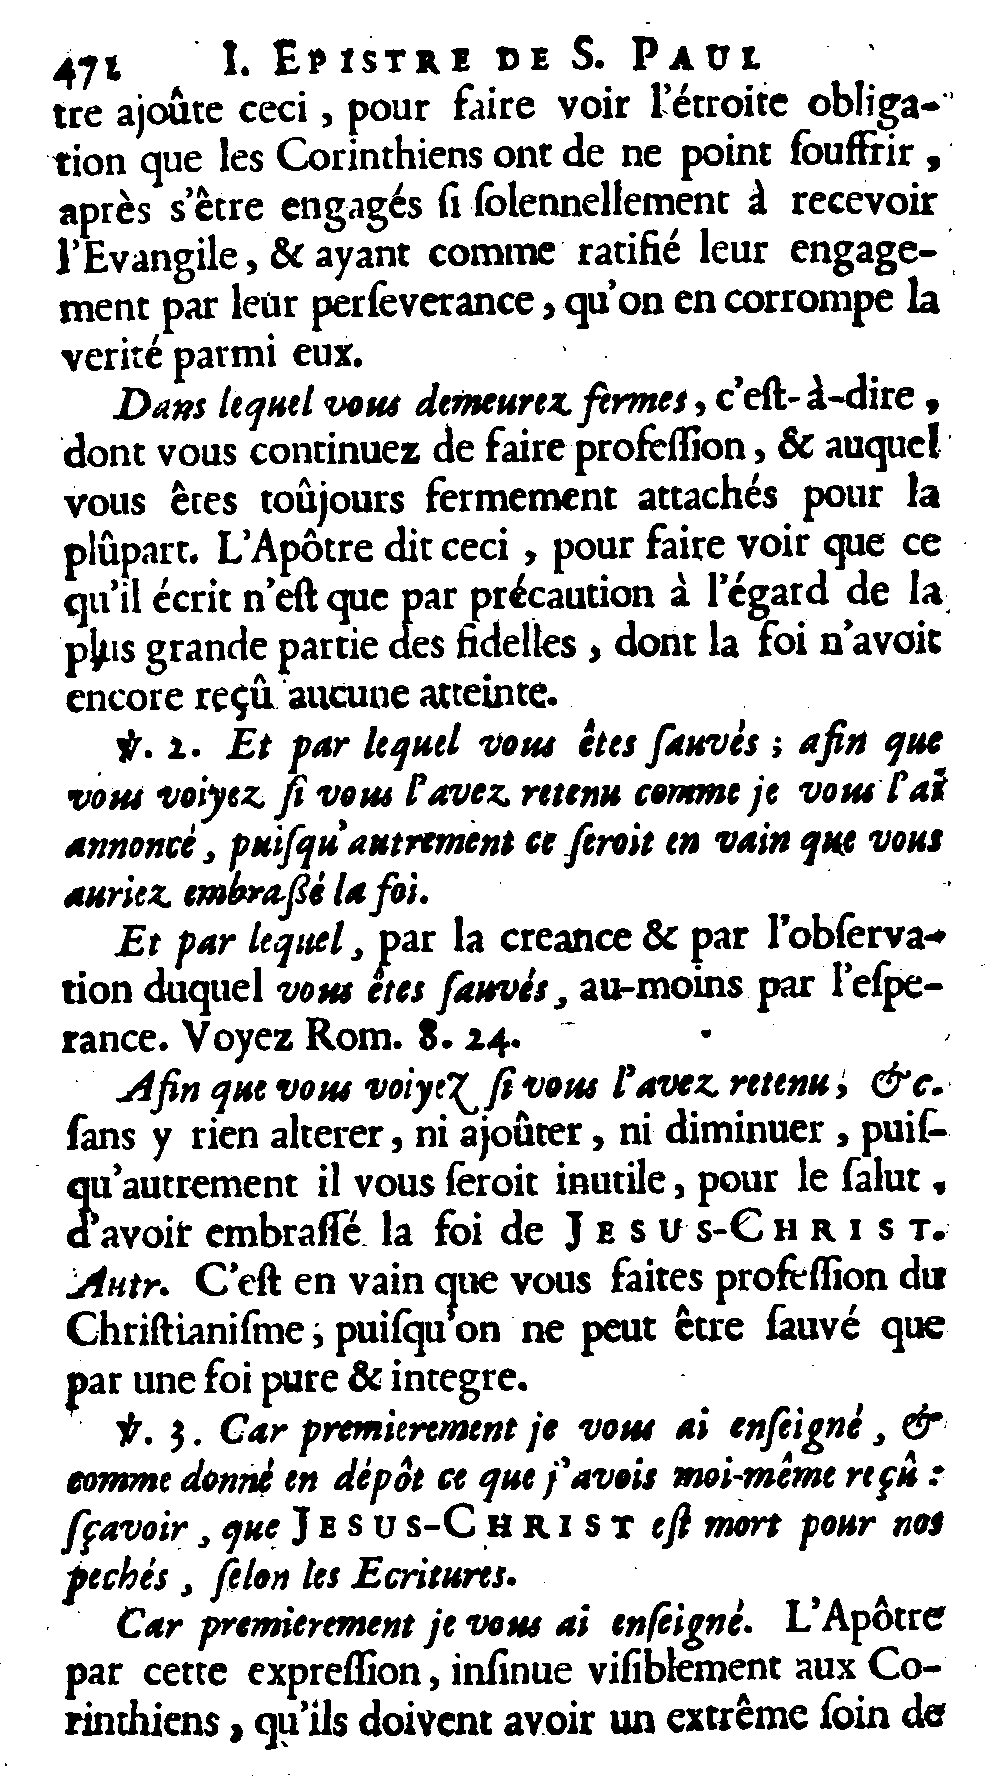 472 I. EPISTRE DE S. PAUL
tre ajoûte ceci, pour faire voir l'étroite obliga-
tion que les Corinthiens ont de ne point ſouffrir,
après s'être engagés ſi ſolennellement à recevoir
l'Evangile, & ayant comme ratifié leur engage-
ment par leur perſeverance, qu'on en corrompe la
verité parmi eux.
Dans lequel vous demeurez fermes, c'eſt-à-dire,
dont vous continuez de faire profeſſion, & auquel
vous êtes toûjours fermement attachés pour la
plûpart. L'Apôtre dit ceci, pour faire voir que ce
qu'il écrit n'eſt que par précaution à l'égard de la
plus grande partie des fidelles, dont la foi n'avoit
encore reçû aucune atteinte.
℣. 2. Et par lequel vous êtes ſauvés; afin que
vous voiyez ſi vous l'avez retenu comme je vous l'ai
annoncé, puiſqu'autrement ce ſeroit en vain que vous
auriez embraßé la foi.
Et par lequel, par la creance & par l'obſerva-
tion duquel vous êtes ſauvés, au-moins par l'eſpe-
rance. Voyez Rom. 8. 24.
Afin que vous voiyez ſi vous l'avez retenu, &c.
ſans y rien alterer, ni ajoûter, ni diminuer, puiſ-
qu'autrement il vous ſeroit inutile, pour le ſalut,
d'avoir embraſſé la foi de JESUS-CHRIST.
Autr. C'eſt en vain que vous faites profeſſion du
Chriſtianiſme; puiſqu'on ne peut être ſauvé que
par une foi pure & integre.
℣. 3. Car premierement je vous ai enſeigné, &
comme donné en dépôt ce que j'avois moi-même reçû:
ſçavoir, que JESUS-CHRIST eſt mort pour nos
pechés, ſelon les Ecritures.
Car premierement je vous ai enſeigné. L'Apôtre
par cette expreſſion, inſinue viſiblement aux Co-
rinthiens, qu'ils doivent avoir un extrême ſoin de